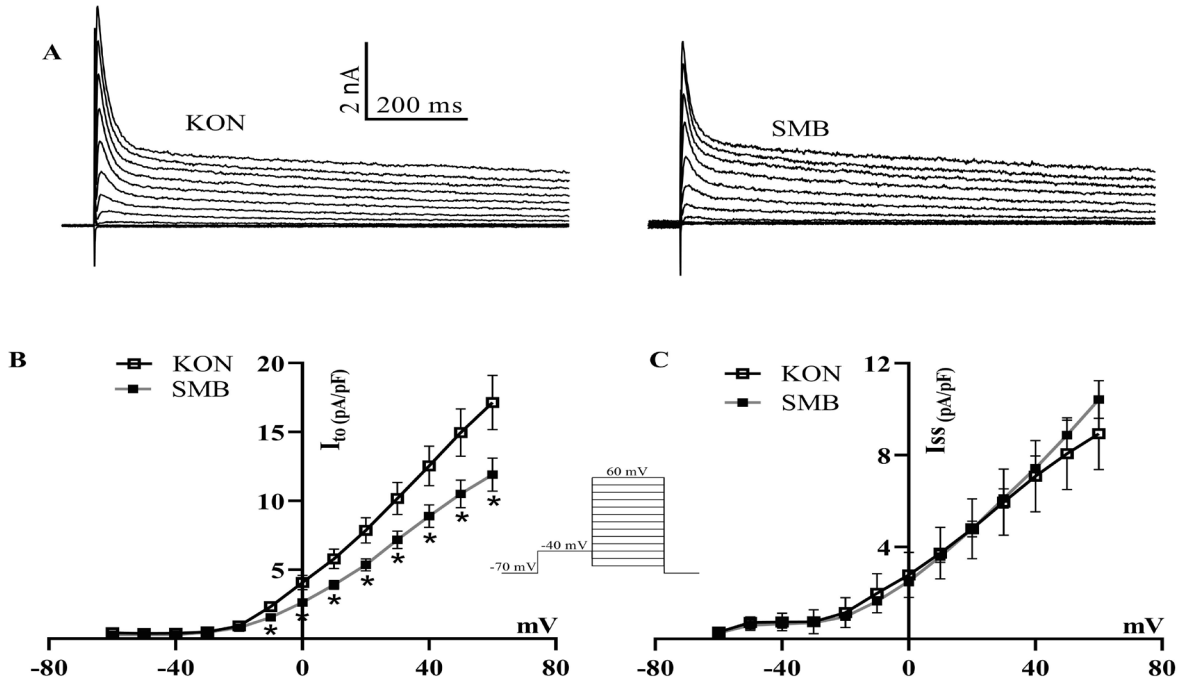 A
KON
2 nA
200 ms
SMB
B
KON
SMB
20
15
10
5
Ito (pA/pF)
*
*
*
*
*
*
*
*
mV
-80
-40
0
40
80
60 mV
-40 mV
-70 mV
C
KON
SMB
12
8
4
Iss (pA/pF)
mV
-80
-40
0
40
80